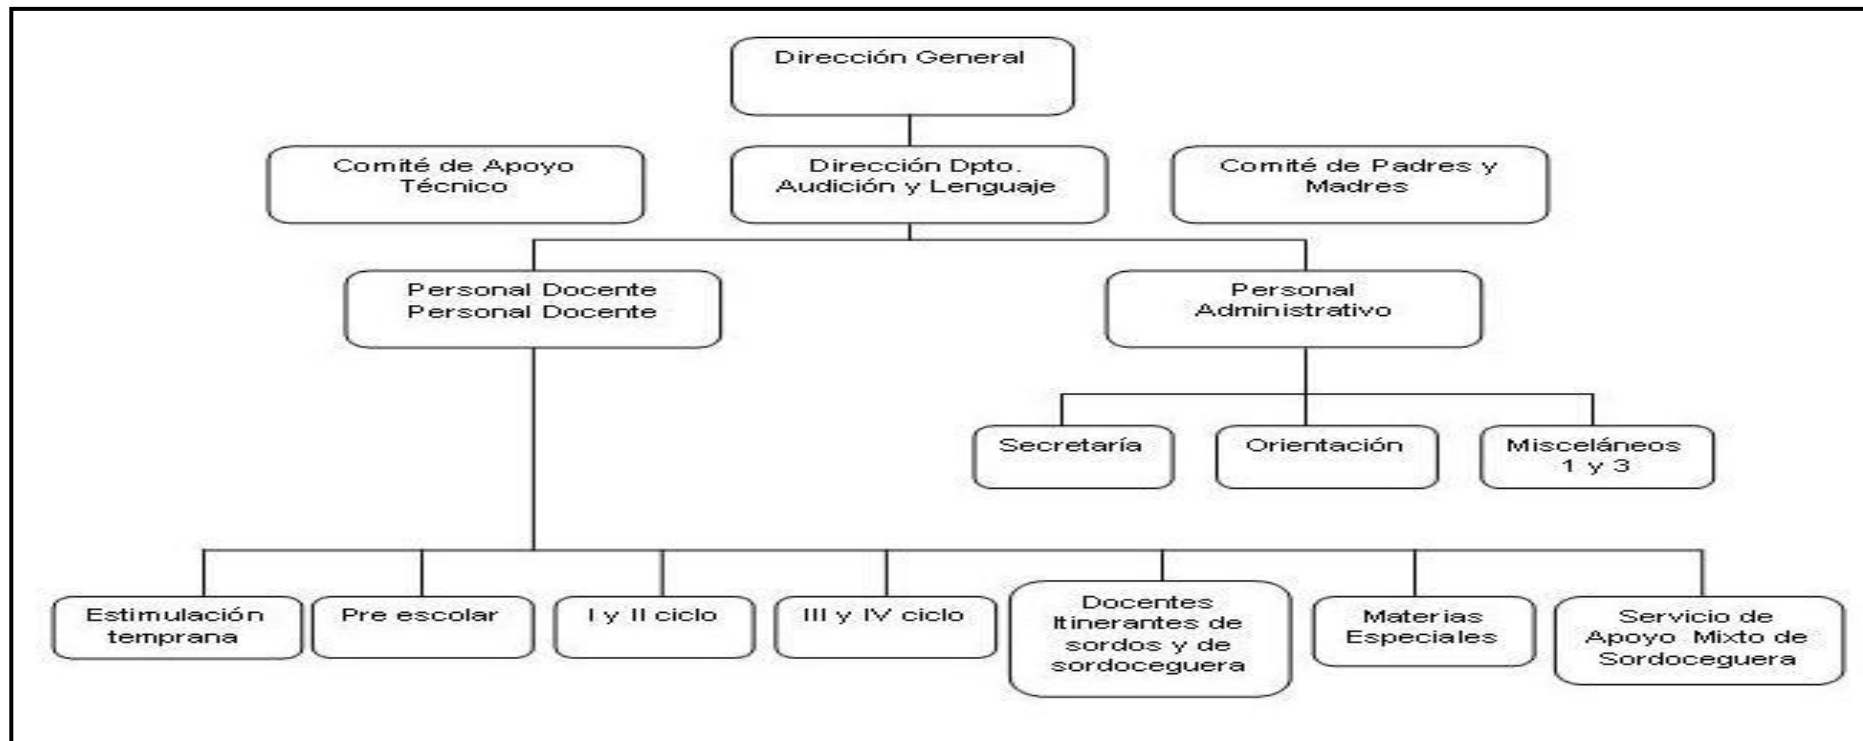 Dirección General
Comité de Apoyo
Técnico
Dirección Dpto.
Audición y Lenguaje
Comité de Padres y
Madres
Personal Docente
Personal Docente
Personal
Administrativo
Secretaría
Orientación
Misceláneos
1 y 3
Estimulación
temprana
Pre escolar
I y II ciclo
III y IV ciclo
Docentes
Itinerantes de
sordos y de
sordoceguera
Materias
Especiales
Servicio de
Apoyo Mixto de
Sordoceguera